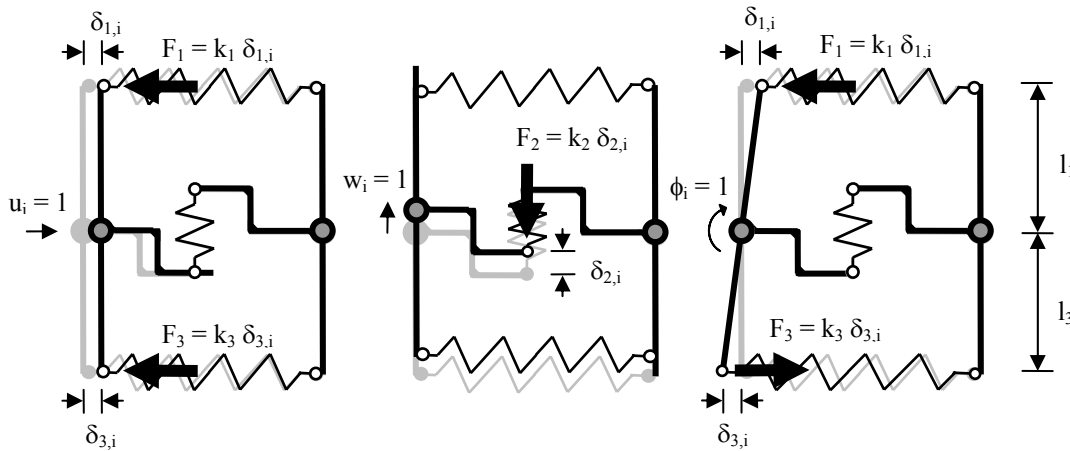 δ1,i
F1 = k1 δ1,i
ui = 1
F3 = k3 δ3,i
δ3,i
F2 = k2 δ2,i
wi = 1
δ2,i
δ1,i
F1 = k1 δ1,i
ϕi = 1
F3 = k3 δ3,i
δ3,i
l3